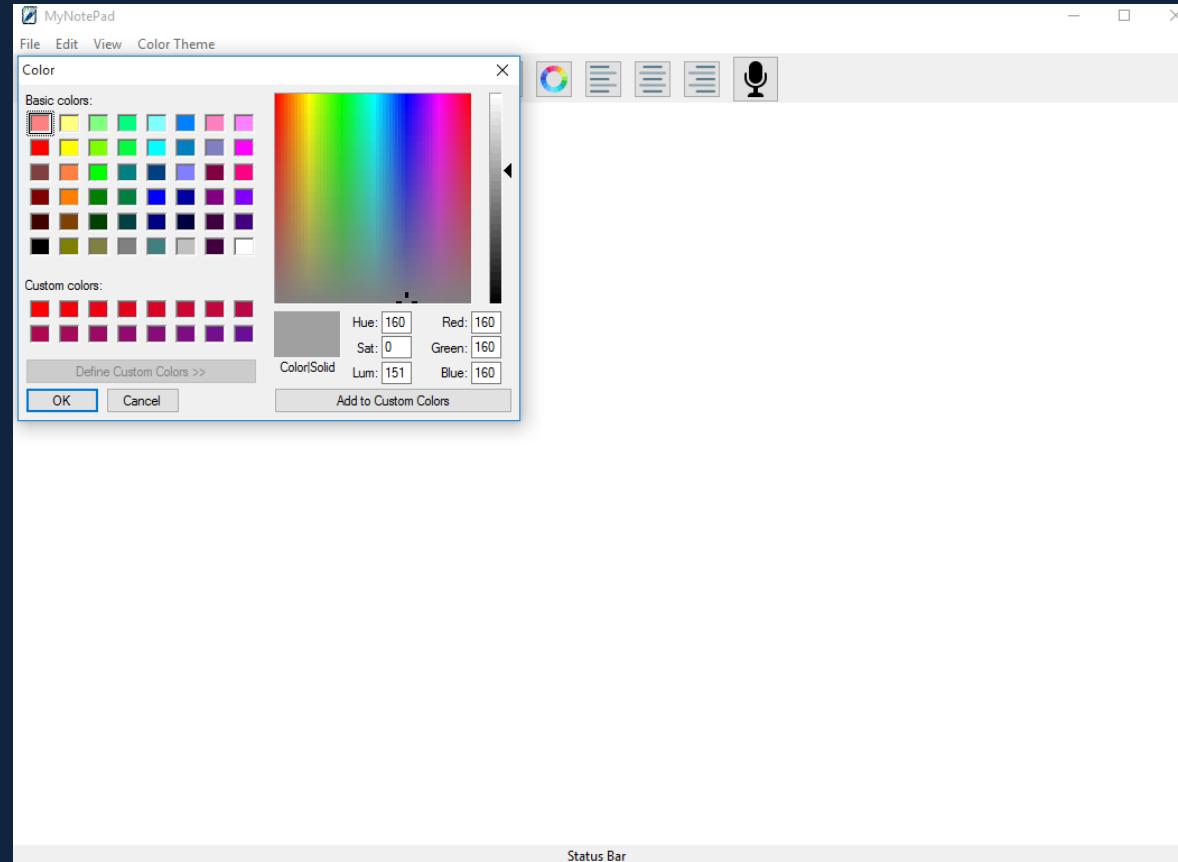 MyNotePad
File Edit View Color Theme
Color
Basic colors:
Custom colors:
Define Custom Colors >>
OK Cancel
Color|Solid
Hue: 160 Red: 160
Sat: 0 Green: 160
Lum: 151 Blue: 160
Add to Custom Colors
Status Bar